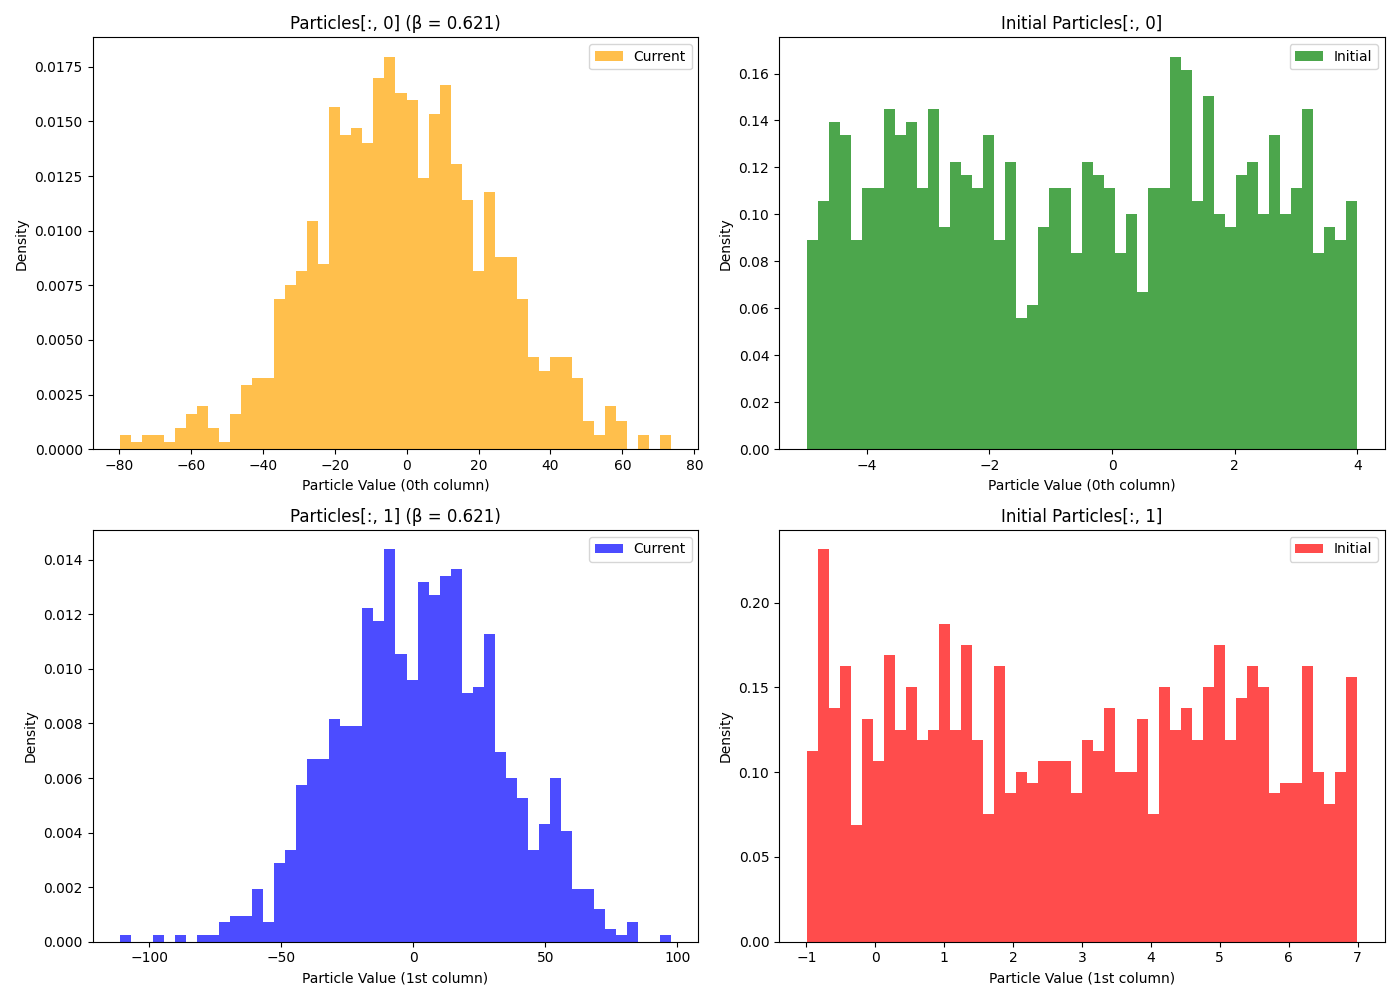 Particles[:, 0] (β = 0.621)
Current
0.0175
0.0150
0.0125
0.0100
0.0075
0.0050
0.0025
0.0000
Density
−80 −60 −40 −20 0 20 40 60 80
Particle Value (0th column)
Initial Particles[:, 0]
Initial
0.16
0.14
0.12
0.10
0.08
0.06
0.04
0.02
0.00
Density
−4 −2 0 2 4
Particle Value (0th column)
Particles[:, 1] (β = 0.621)
Current
0.014
0.012
0.010
0.008
0.006
0.004
0.002
0.000
Density
−100 −50 0 50 100
Particle Value (1st column)
Initial Particles[:, 1]
Initial
0.20
0.15
0.10
0.05
0.00
Density
−1 0 1 2 3 4 5 6 7
Particle Value (1st column)